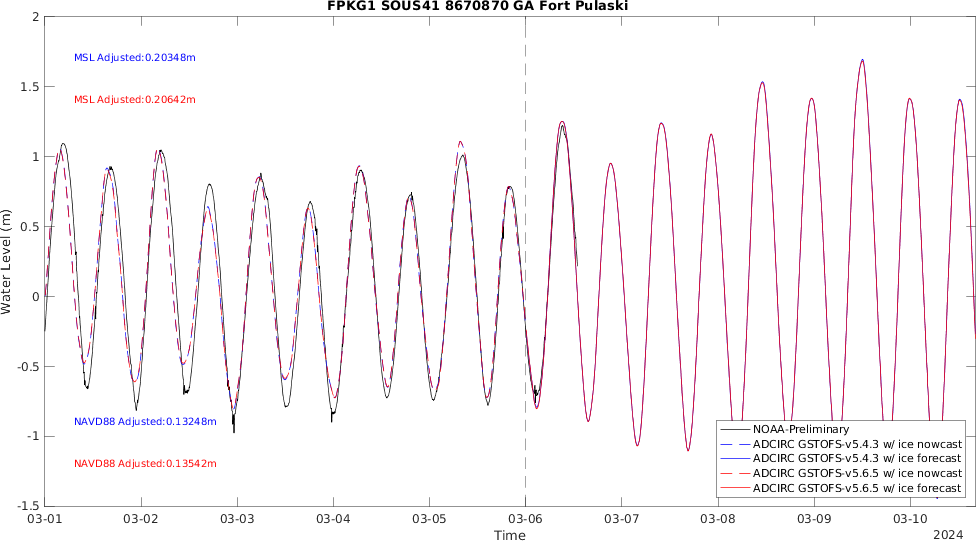 FPKG1 SOUS41 8670870 GA Fort Pulaski
2
1.5
1
0.5
0
-0.5
-1
-1.5
Water Level (m)
MSL Adjusted:0.20348m
MSL Adjusted:0.20642m
NAVD88 Adjusted:0.13248m
NAVD88 Adjusted:0.13542m
NOAA-Preliminary
ADCIRC GSTOFS-v5.4.3 w/ ice nowcast
ADCIRC GSTOFS-v5.4.3 w/ ice forecast
ADCIRC GSTOFS-v5.6.5 w/ ice nowcast
ADCIRC GSTOFS-v5.6.5 w/ ice forecast
03-01 03-02 03-03 03-04 03-05 03-06 03-07 03-08 03-09 03-10
Time
2024